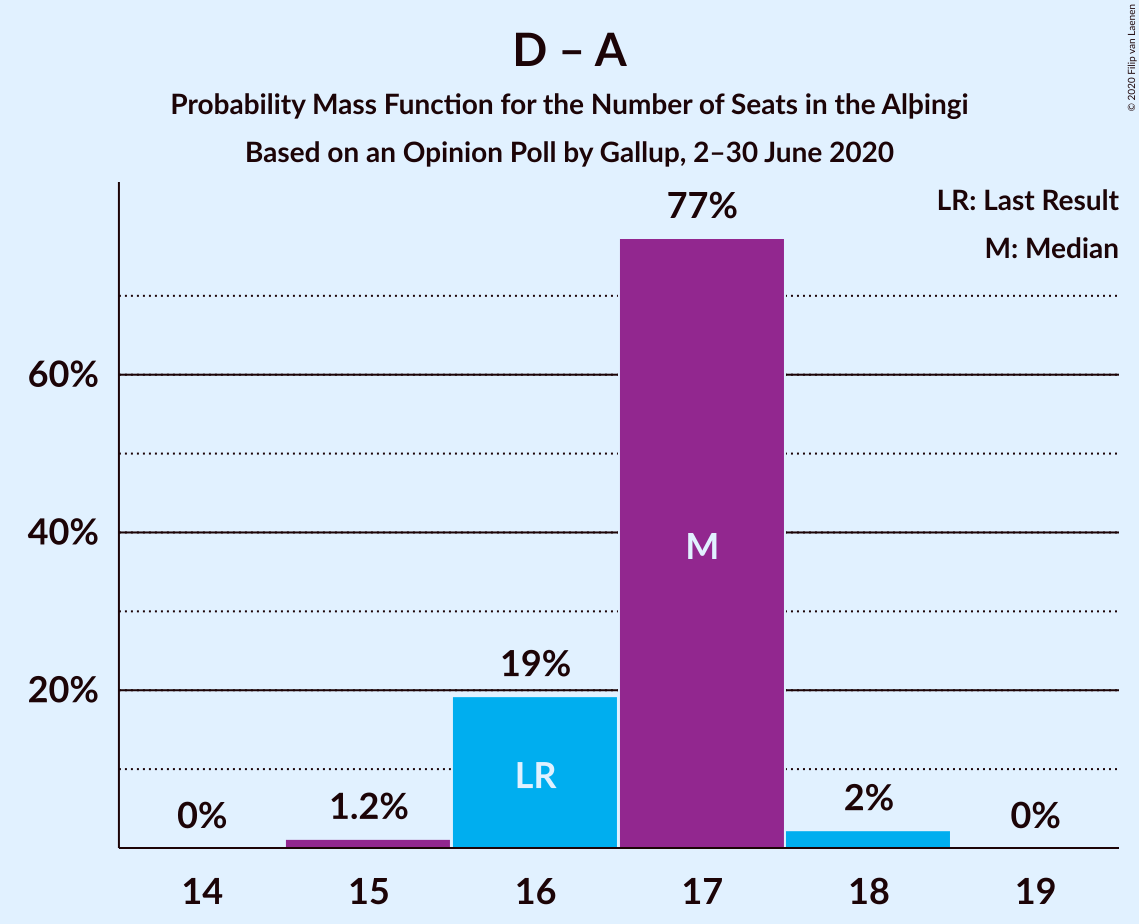 D – A
Probability Mass Function for the Number of Seats in the Alþingi
Based on an Opinion Poll by Gallup, 2–30 June 2020
© 2020 Filip van Laenen
LR: Last Result
M: Median
77%
60%
M
40%
19%
20%
LR
0%
1.2%
2%
0%
14 15 16 17 18 19